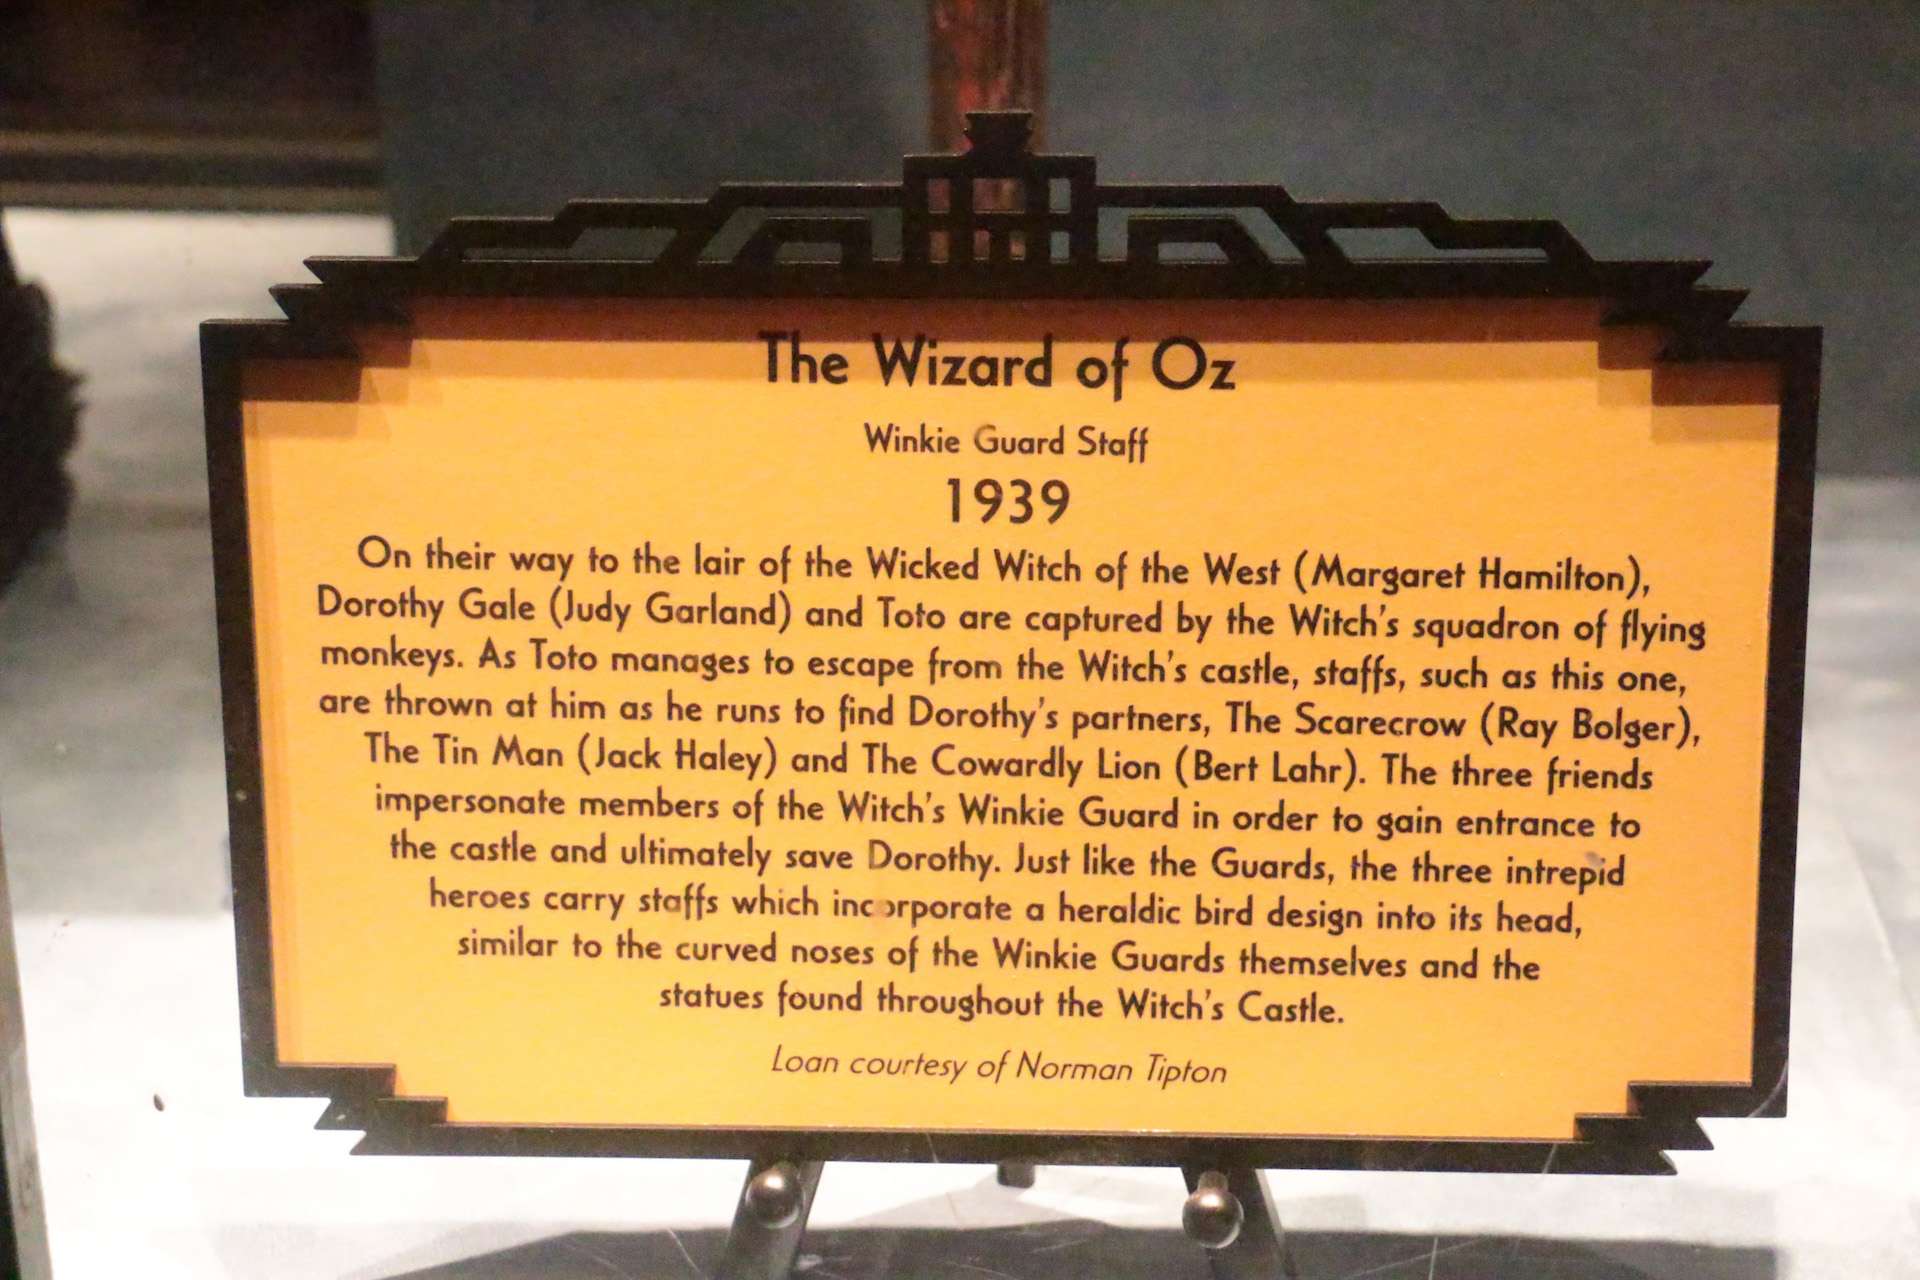 The Wizard of Oz
Winkie Guard Staff
1939
On their way to the lair of the Wicked Witch of the West (Margaret Hamilton),
Dorothy Gale (Judy Garland) and Toto are captured by the Witch's squadron of flying
monkeys. As Toto manages to escape from the Witch's castle, staffs, such as this one,
are thrown at him as he runs to find Dorothy's partners, The Scarecrow (Ray Bolger),
The Tin Man (Jack Haley) and The Cowardly Lion (Bert Lahr). The three friends
impersonate members of the Witch's Winkie Guard in order to gain entrance to
the castle and ultimately save Dorothy. Just like the Guards, the three intrepid
heroes carry staffs which incorporate a heraldic bird design into its head,
similar to the curved noses of the Winkie Guards themselves and the
statues found throughout the Witch's Castle.
Loan courtesy of Norman Tipton